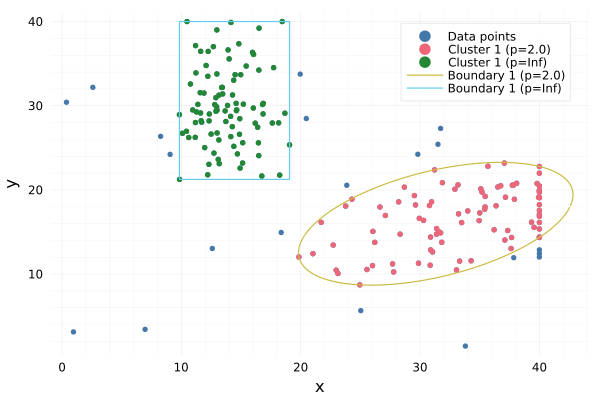 40
Data points
Cluster 1 (p=2.0)
Cluster 1 (p=Inf)
Boundary 1 (p=2.0)
Boundary 1 (p=Inf)
30
y
20
10
0
10
20
30
40
x